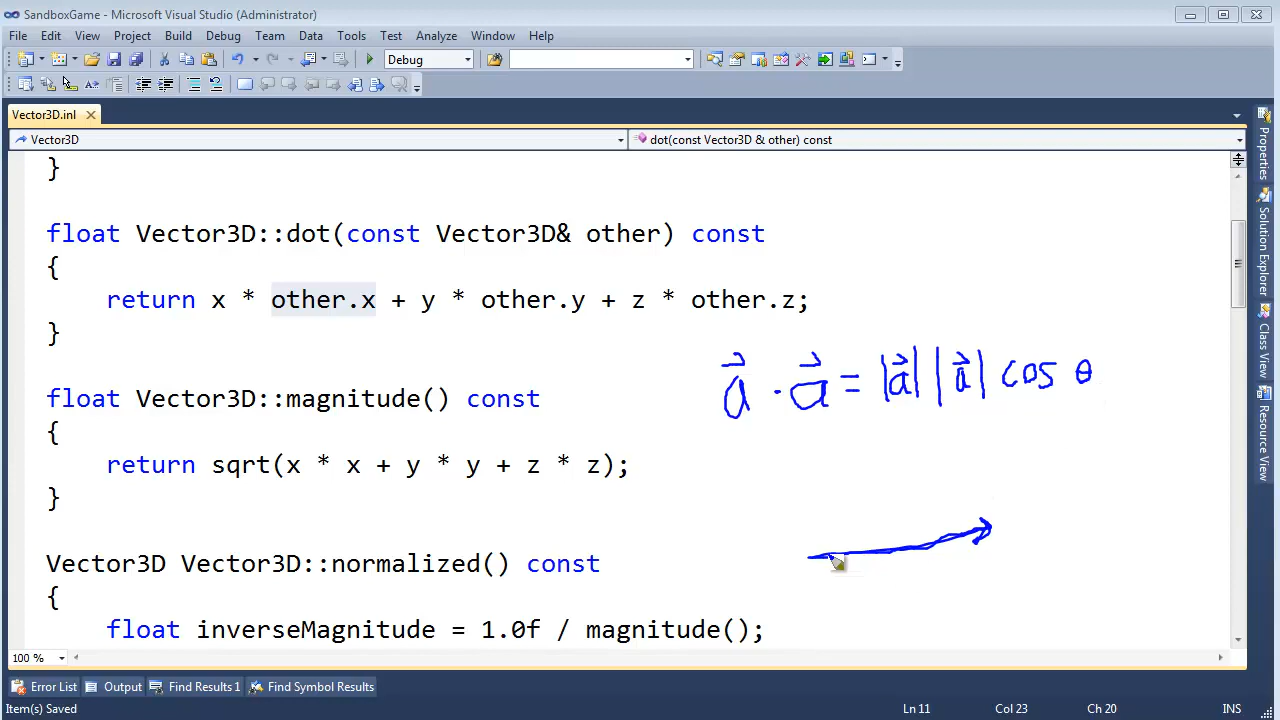 SandboxGame - Microsoft Visual Studio (Administrator)
File Edit View Project Build Debug Team Data Tools Test Analyze Window Help
Debug
Vector3D.inl
Vector3D dot(const Vector3D & other) const
}
float Vector3D::dot(const Vector3D& other) const
{
return x * other.x + y * other.y + z * other.z;
}
a⃗ · a⃗ = |a⃗| |a⃗| cos θ
float Vector3D::magnitude() const
{
return sqrt(x * x + y * y + z * z);
}
Vector3D Vector3D::normalized() const
{
float inverseMagnitude = 1.0f / magnitude();
100 %
Error List Output Find Results 1 Find Symbol Results
Item(s) Saved Ln 11 Col 23 Ch 20 INS
Properties
Solution Explorer
Class View
Resource View